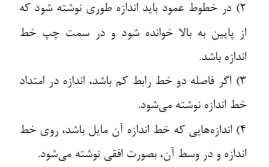 ۲) در خطوط عمود باید اندازه طوری نوشته شود که
از پایین به بالا خوانده شود و در سمت چپ خط
اندازه باشد.
۳) اگر فاصله دو خط رابط کم باشد، اندازه در امتداد
خط اندازه نوشته می‌شود.
۴) اندازه‌هایی که خط اندازه آن مایل باشد، روی خط
اندازه و در وسط آن، بصورت افقی نوشته می‌شود.